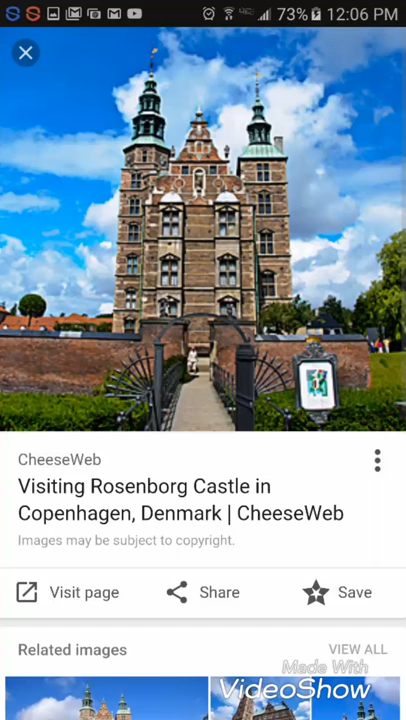 73% 12:06 PM
CheeseWeb
Visiting Rosenborg Castle in
Copenhagen, Denmark | CheeseWeb
Images may be subject to copyright.
Visit page
Share
Save
Related images
VIEW ALL
Made With
VideoShow